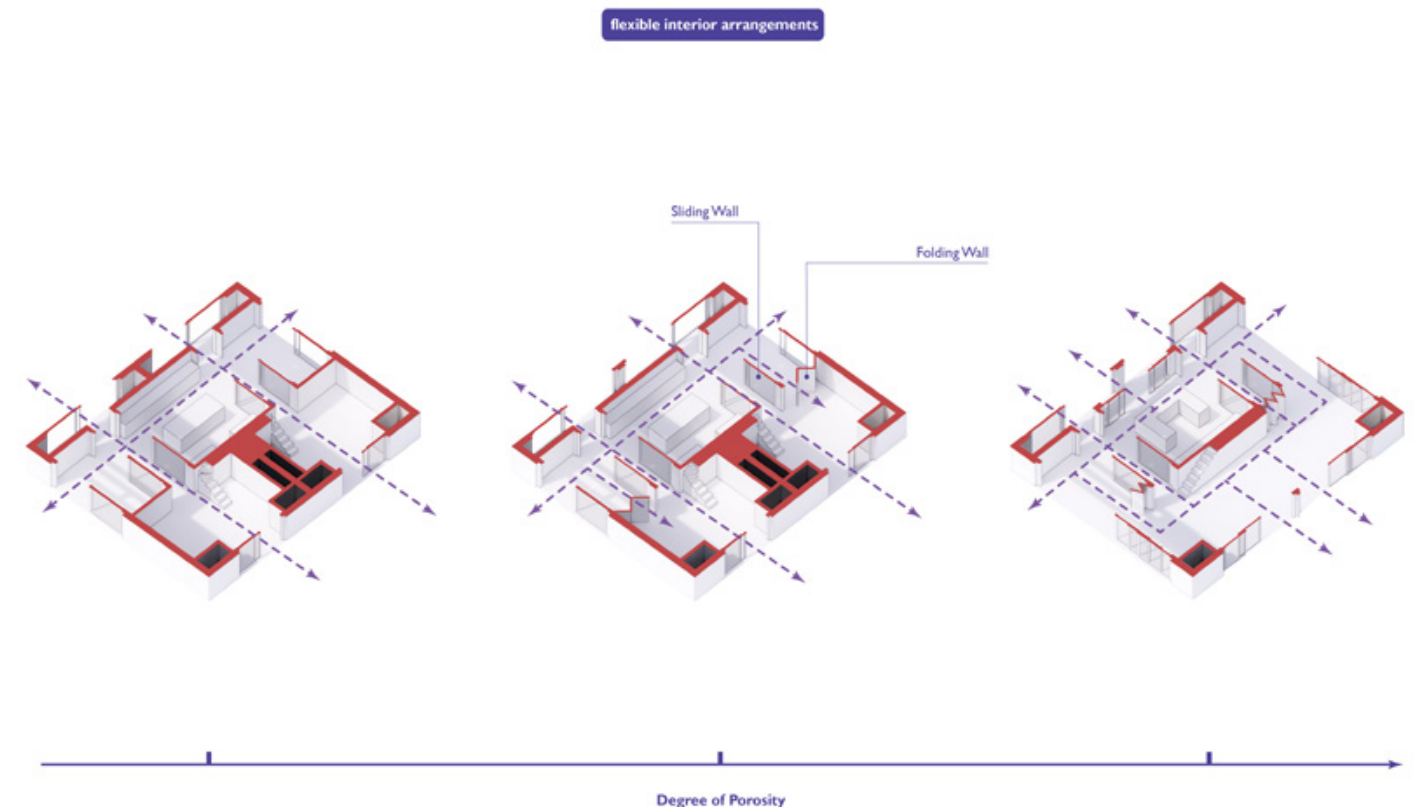 flexible interior arrangements
Sliding Wall
Folding Wall
Degree of Porosity